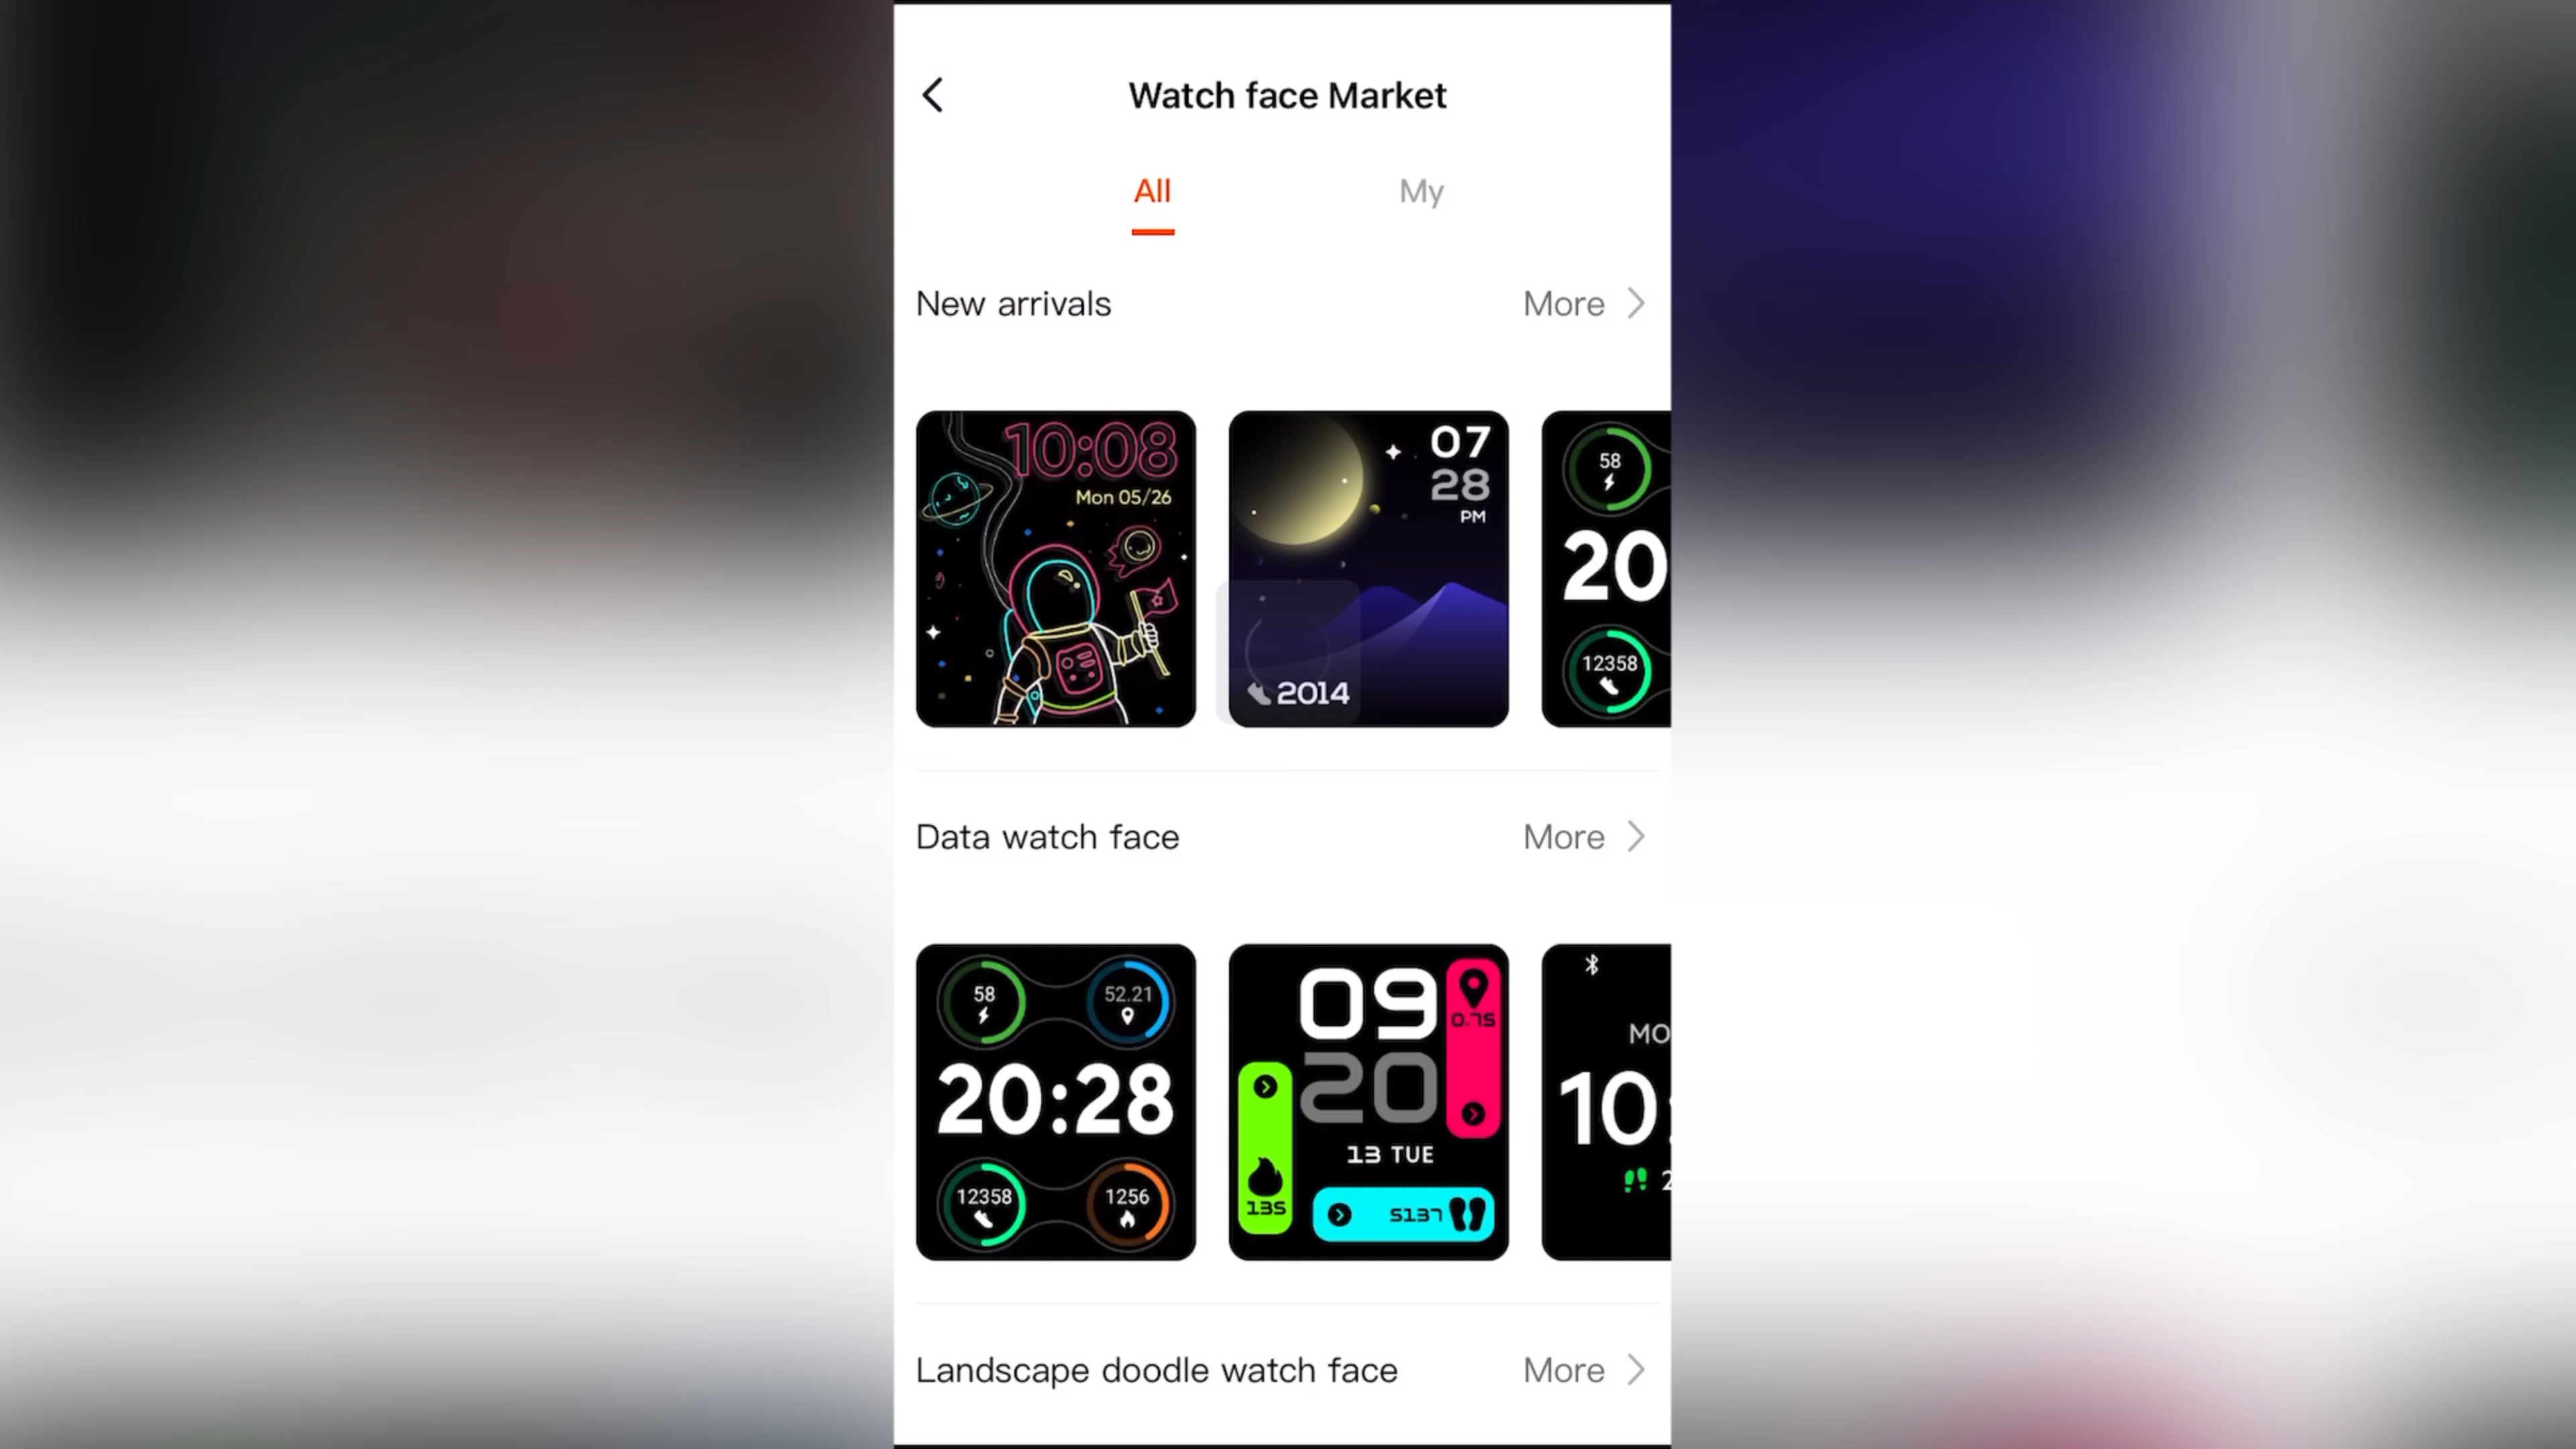 Watch face Market
All
My
New arrivals
More
10:08
Mon 05/26
07
28
PM
2014
58
20
12358
Data watch face
More
58
52.21
20:28
12358
1256
09
20
0.75
13 TUE
135
5137
MO
10:
2
Landscape doodle watch face
More